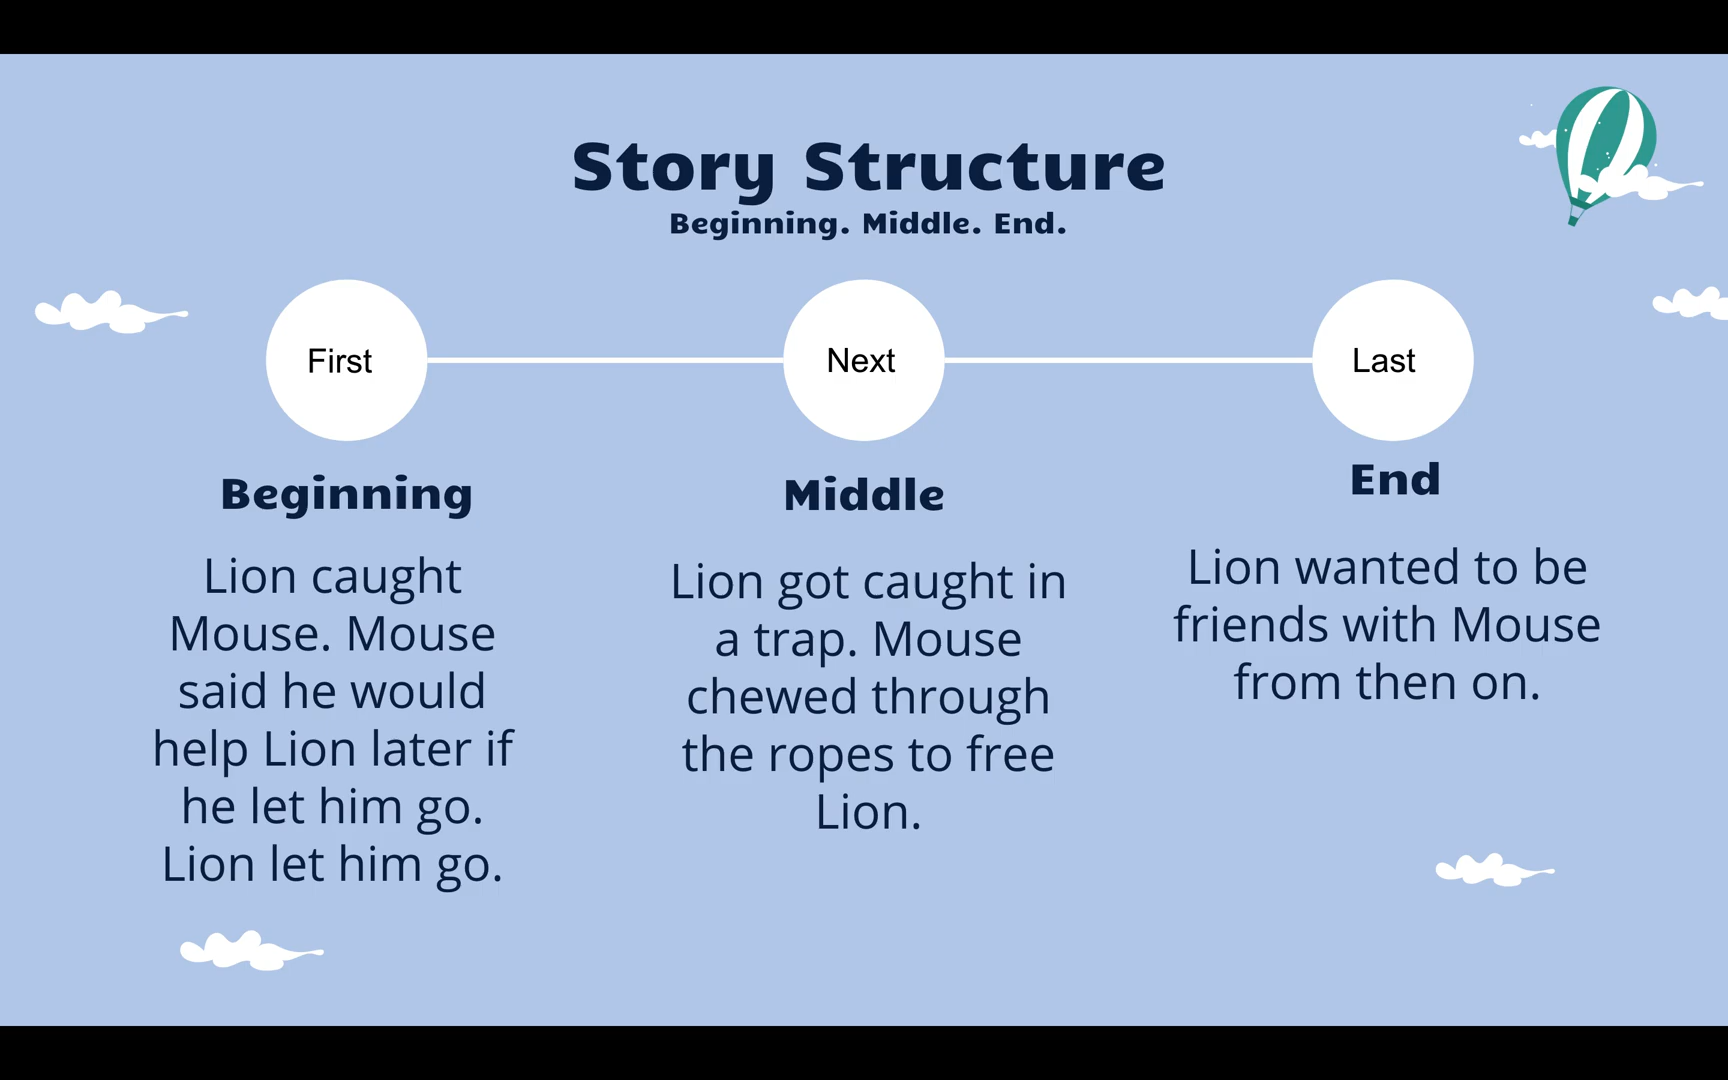 Story Structure
Beginning. Middle. End.
First
Next
Last
Beginning
Lion caught
Mouse. Mouse
said he would
help Lion later if
he let him go.
Lion let him go.
Middle
Lion got caught in
a trap. Mouse
chewed through
the ropes to free
Lion.
End
Lion wanted to be
friends with Mouse
from then on.